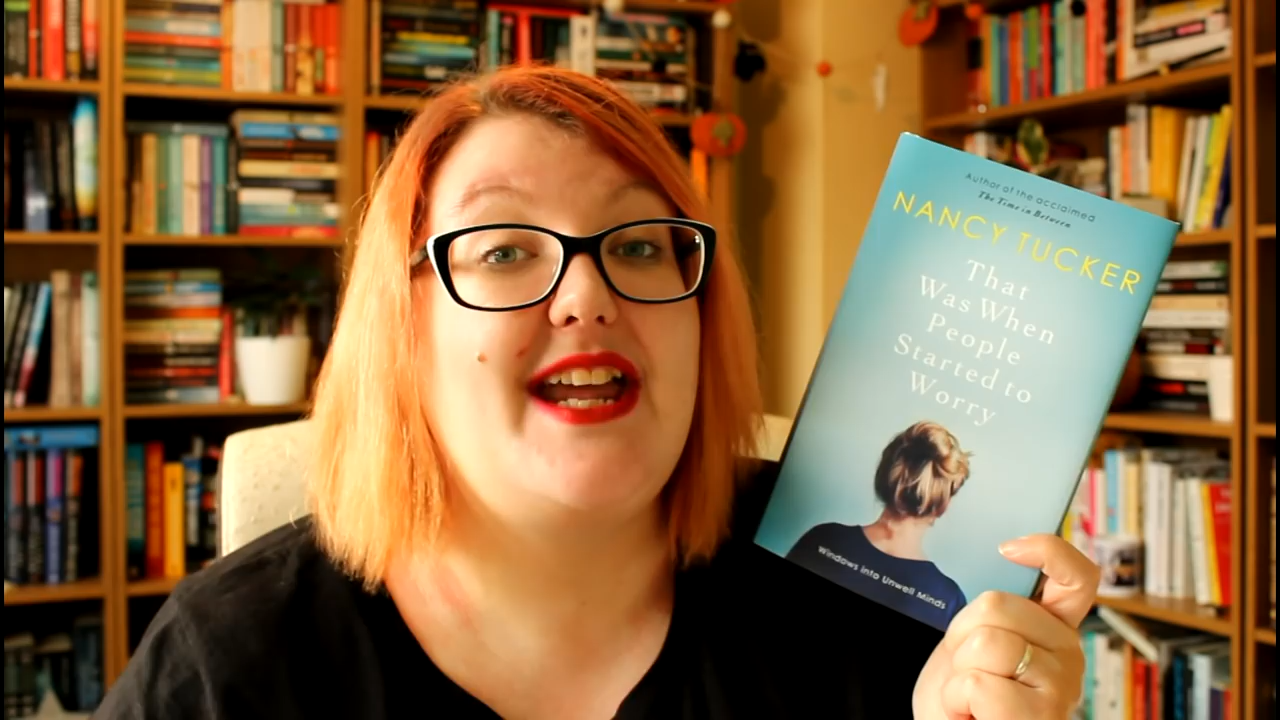 Author of the acclaimed
The Time in Between
NANCY TUCKER
That
Was When
People
Started to
Worry
Windows into Unwell Minds